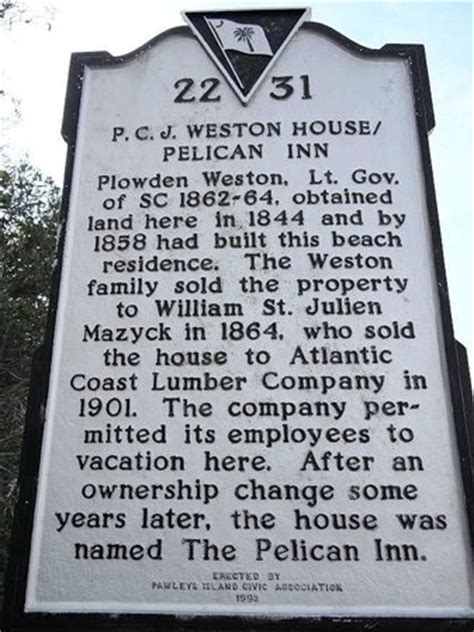 22 31
P. C. J. WESTON HOUSE/
PELICAN INN
Plowden Weston, Lt. Gov.
of SC 1862-64, obtained
land here in 1844 and by
1858 had built this beach
residence. The Weston
family sold the property
to William St. Julien
Mazyck in 1864, who sold
the house to Atlantic
Coast Lumber Company in
1901. The company per-
mitted its employees to
vacation here. After an
ownership change some
years later, the house was
named The Pelican Inn.
ERECTED BY
PAWLEYS ISLAND CIVIC ASSOCIATION
1993